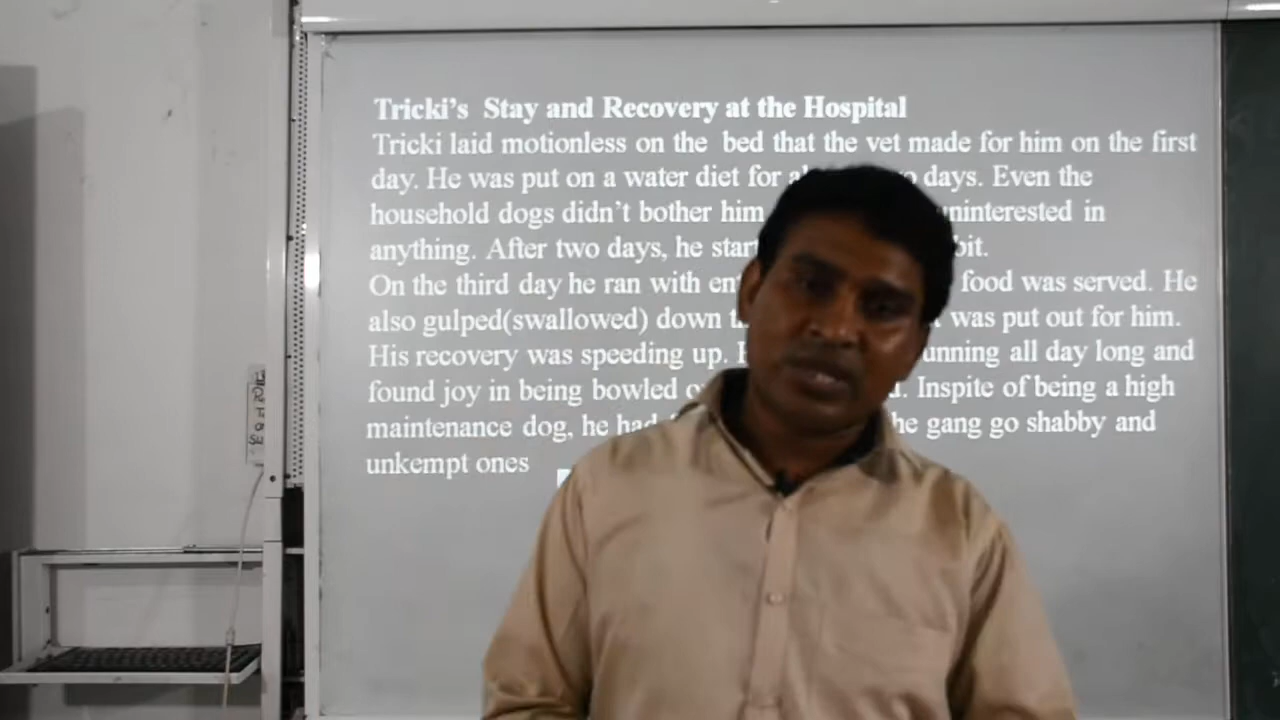 Tricki's Stay and Recovery at the Hospital
Tricki laid motionless on the bed that the vet made for him on the first
day. He was put on a water diet for days. Even the
household dogs didn't bother him uninterested in
anything. After two days, he bit.
On the third day he ran with food was served. He
also gulped(swallowed) down was put out for him.
His recovery was speeding up. running all day long and
found joy in being bowled Inspite of being a high
maintenance dog, he had gang go shabby and
unkempt ones